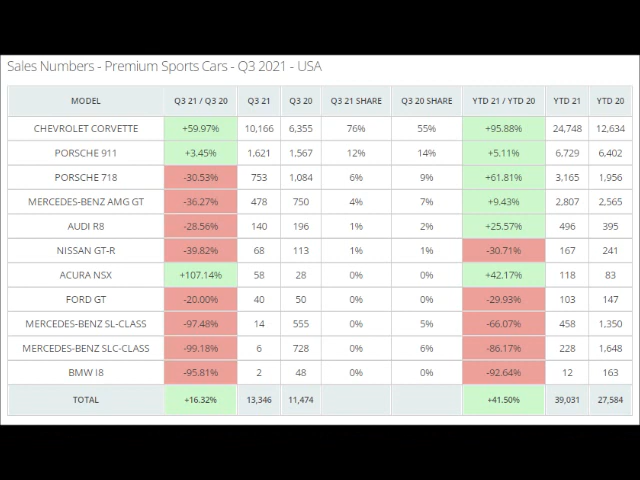 Sales Numbers - Premium Sports Cars - Q3 2021 - USA
MODEL Q3 21 / Q3 20 Q3 21 Q3 20 Q3 21 SHARE Q3 20 SHARE YTD 21 / YTD 20 YTD 21 YTD 20
CHEVROLET CORVETTE +59.97% 10,166 6,355 76% 55% +95.88% 24,748 12,634
PORSCHE 911 +3.45% 1,621 1,567 12% 14% +5.11% 6,729 6,402
PORSCHE 718 -30.53% 753 1,084 6% 9% +61.81% 3,165 1,956
MERCEDES-BENZ AMG GT -36.27% 478 750 4% 7% +9.43% 2,807 2,565
AUDI R8 -28.56% 140 196 1% 2% +25.57% 496 395
NISSAN GT-R -39.82% 68 113 1% 1% -30.71% 167 241
ACURA NSX +107.14% 58 28 0% 0% +42.17% 118 83
FORD GT -20.00% 40 50 0% 0% -29.93% 103 147
MERCEDES-BENZ SL-CLASS -97.48% 14 555 0% 5% -66.07% 458 1,350
MERCEDES-BENZ SLC-CLASS -99.18% 6 728 0% 6% -86.17% 228 1,648
BMW I8 -95.81% 2 48 0% 0% -92.64% 12 163
TOTAL +16.32% 13,346 11,474 +41.50% 39,031 27,584